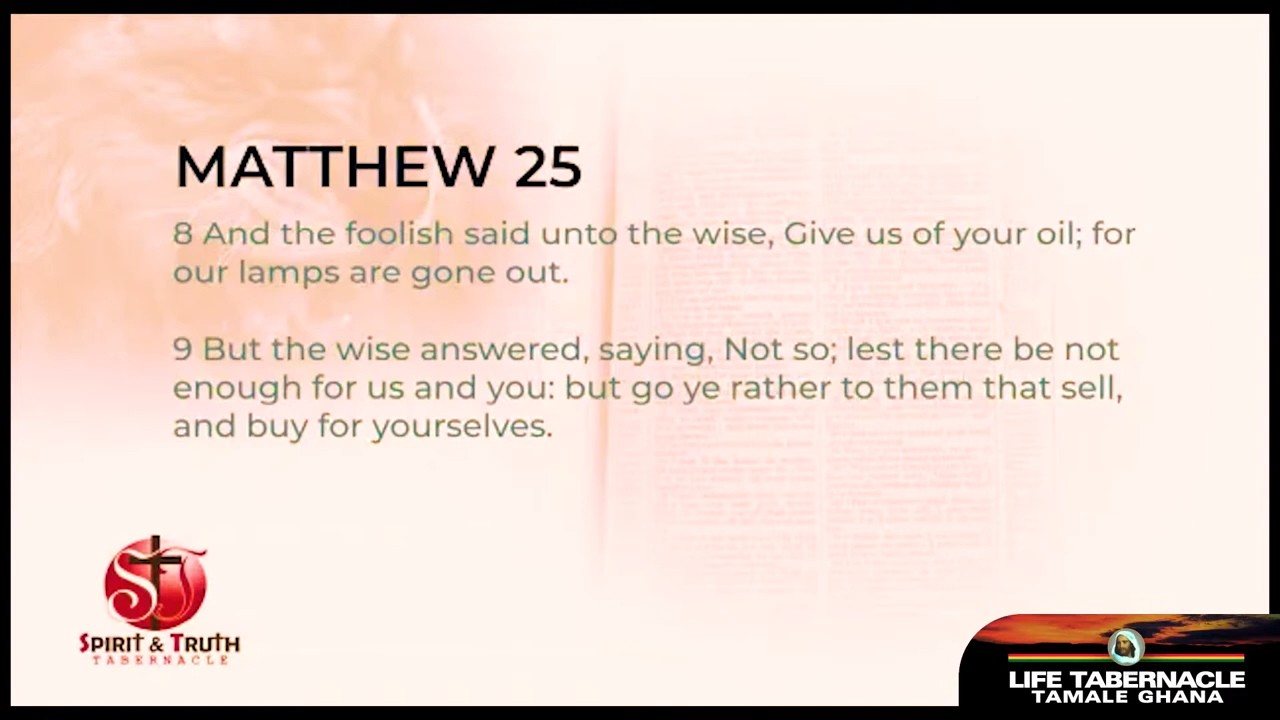 MATTHEW 25
8 And the foolish said unto the wise, Give us of your oil; for
our lamps are gone out.
9 But the wise answered, saying, Not so; lest there be not
enough for us and you: but go ye rather to them that sell,
and buy for yourselves.
ST
SPIRIT & TRUTH
TABERNACLE
LIFE TABERNACLE
TAMALE GHANA